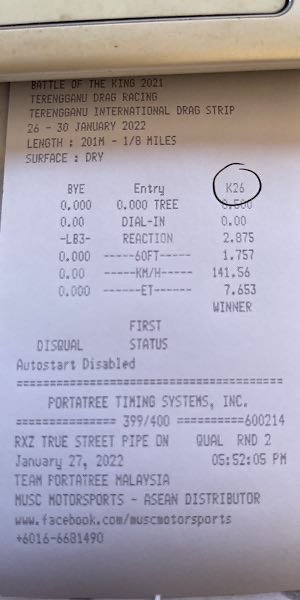 BATTLE OF THE KING 2021
TERENGGANU DRAG RACING
TERENGGANU INTERNATIONAL DRAG STRIP
26 - 30 JANUARY 2022
LENGTH : 201M - 1/8 MILES
SURFACE : DRY
BYE Entry K26
0.000 0.000 TREE 0.500
0.00 DIAL-IN 0.00
-LB3- REACTION 2.875
0.000 -----60FT----- 1.757
0.00 -----KM/H----- 141.56
0.000 ------ET------ 7.653
WINNER
FIRST
DISQUAL STATUS
Autostart Disabled
========================================
PORTATREE TIMING SYSTEMS, INC.
=============== 399/400 ==========600214
RXZ TRUE STREET PIPE ON QUAL RND 2
January 27, 2022 05:52:05 PM
TEAM PORTATREE MALAYSIA
MUSC MOTORSPORTS - ASEAN DISTRIBUTOR
www.facebook.com/muscmotorsports
+6016-6681490